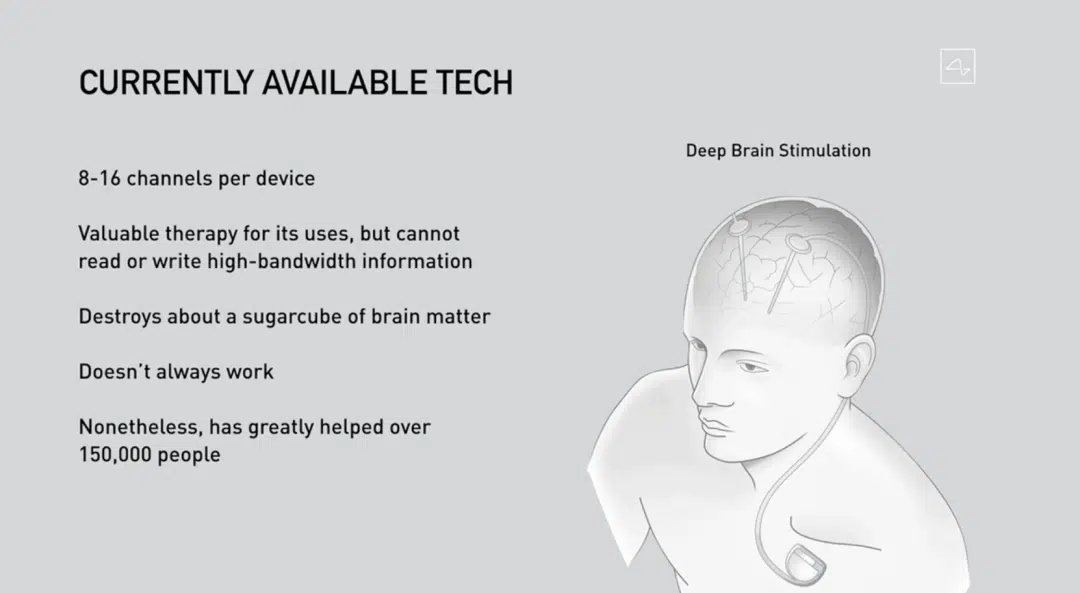 CURRENTLY AVAILABLE TECH
8-16 channels per device
Valuable therapy for its uses, but cannot
read or write high-bandwidth information
Destroys about a sugarcube of brain matter
Doesn't always work
Nonetheless, has greatly helped over
150,000 people
Deep Brain Stimulation